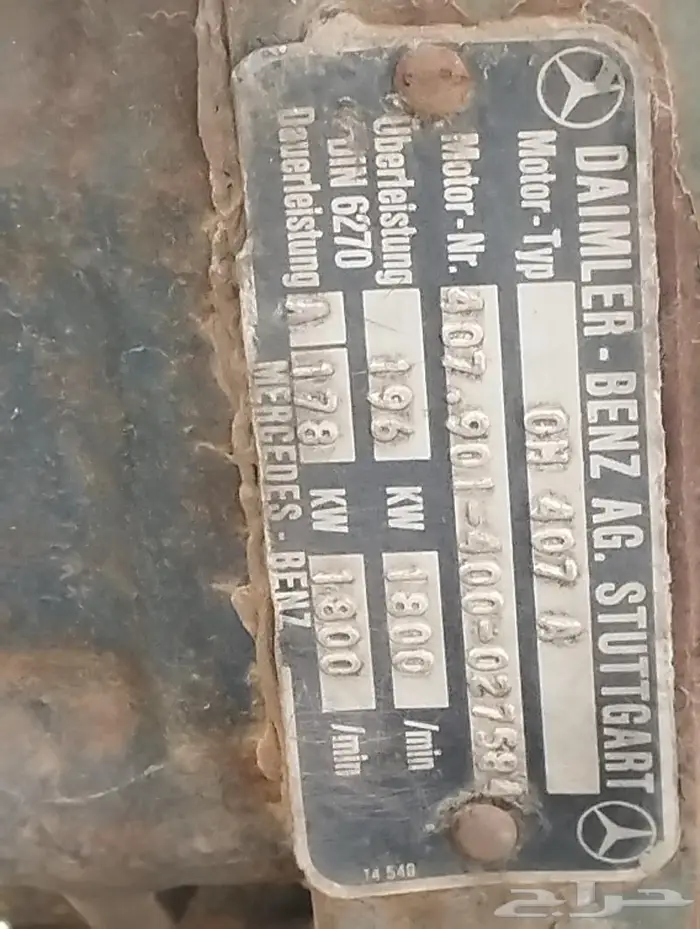 DAIMLER-BENZ AG. STUTTGART
Motor-Typ OM 407 A
Motor-Nr. 407.901-400-027594
Überleistung 196 KW 1800 /min
DIN 6270
Dauerleistung A 178 KW 1800 /min
MERCEDES-BENZ
T4 540
حراج